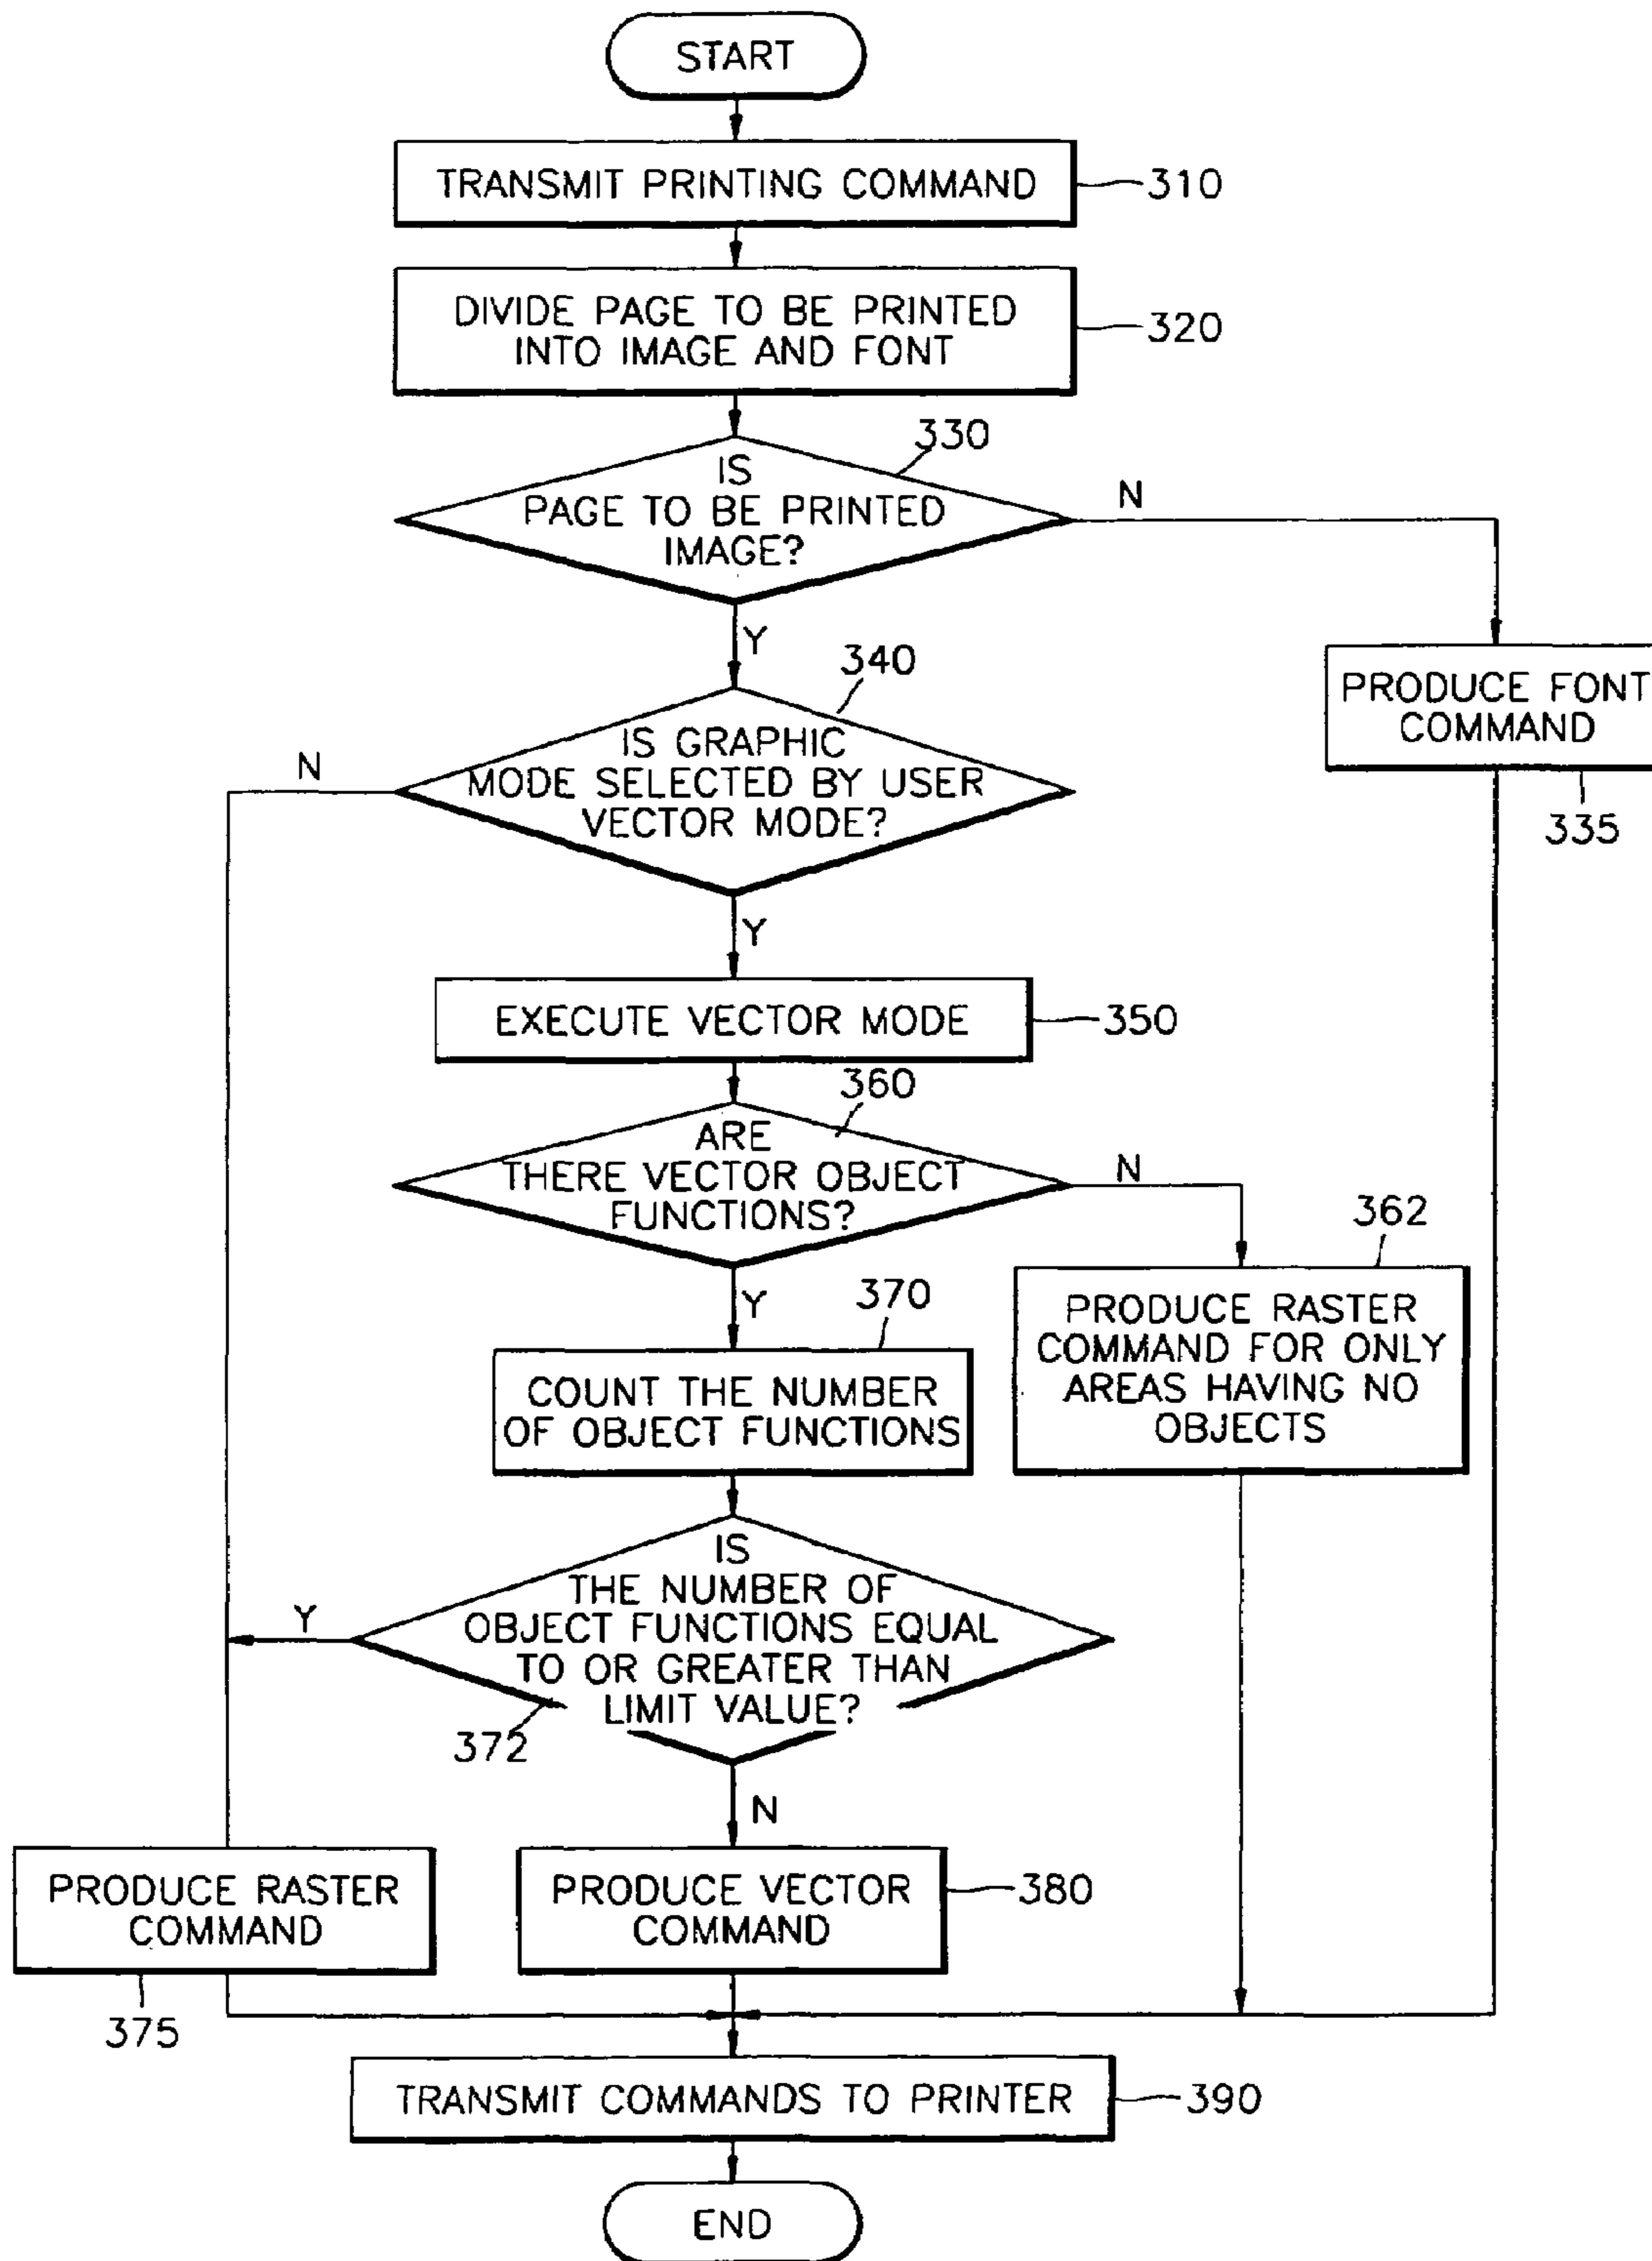 START
TRANSMIT PRINTING COMMAND
310
DIVIDE PAGE TO BE PRINTED
INTO IMAGE AND FONT
320
330
IS
PAGE TO BE PRINTED
IMAGE?
N
Y
PRODUCE FONT
COMMAND
335
340
IS GRAPHIC
MODE SELECTED BY USER
VECTOR MODE?
N
Y
EXECUTE VECTOR MODE
350
360
ARE
THERE VECTOR OBJECT
FUNCTIONS?
N
Y
362
PRODUCE RASTER
COMMAND FOR ONLY
AREAS HAVING NO
OBJECTS
370
COUNT THE NUMBER
OF OBJECT FUNCTIONS
IS
THE NUMBER OF
OBJECT FUNCTIONS EQUAL
TO OR GREATER THAN
LIMIT VALUE?
Y
372
N
PRODUCE RASTER
COMMAND
375
PRODUCE VECTOR
COMMAND
380
TRANSMIT COMMANDS TO PRINTER
390
END